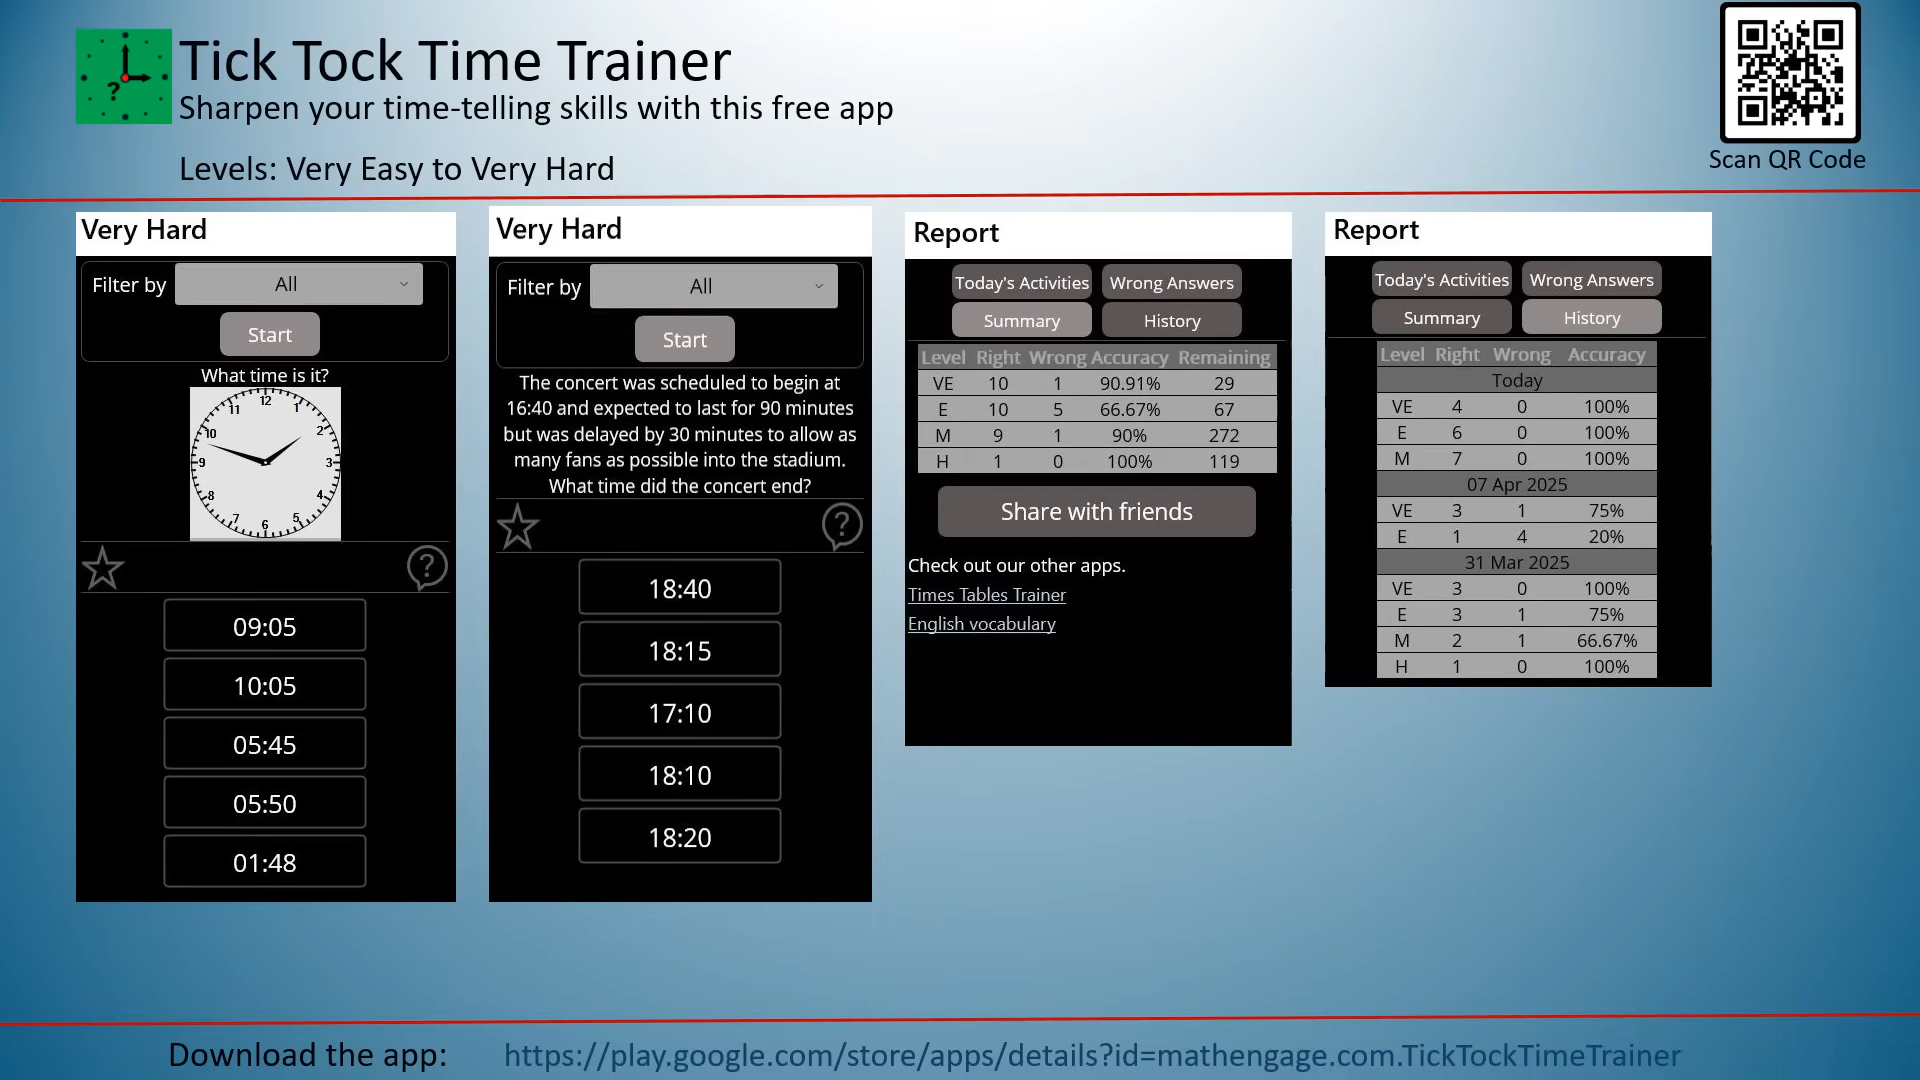 Tick Tock Time Trainer
Sharpen your time-telling skills with this free app
Levels: Very Easy to Very Hard
?
Scan QR Code
Very Hard
Filter by All
Start
What time is it?
12
1
2
3
4
5
6
7
8
9
10
11
?
09:05
10:05
05:45
05:50
01:48
Very Hard
Filter by All
Start
The concert was scheduled to begin at
16:40 and expected to last for 90 minutes
but was delayed by 30 minutes to allow as
many fans as possible into the stadium.
What time did the concert end?
?
18:40
18:15
17:10
18:10
18:20
Report
Today's Activities Wrong Answers
Summary History
Level Right Wrong Accuracy Remaining
VE 10 1 90.91% 29
E 10 5 66.67% 67
M 9 1 90% 272
H 1 0 100% 119
Share with friends
Check out our other apps.
Times Tables Trainer
English vocabulary
Report
Today's Activities Wrong Answers
Summary History
Level Right Wrong Accuracy
Today
VE 4 0 100%
E 6 0 100%
M 7 0 100%
07 Apr 2025
VE 3 1 75%
E 1 4 20%
31 Mar 2025
VE 3 0 100%
E 3 1 75%
M 2 1 66.67%
H 1 0 100%
Download the app: https://play.google.com/store/apps/details?id=mathengage.com.TickTockTimeTrainer